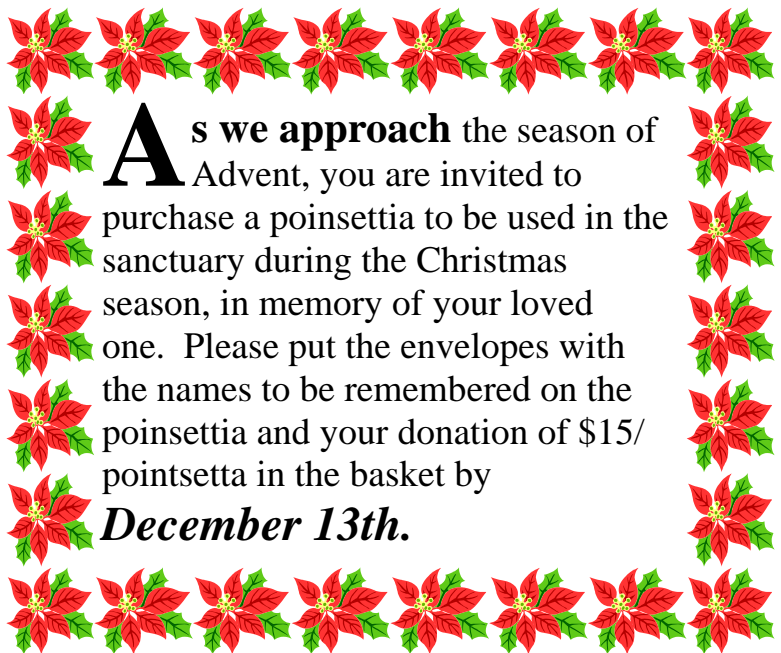 As we approach the season of
Advent, you are invited to
purchase a poinsettia to be used in the
sanctuary during the Christmas
season, in memory of your loved
one.  Please put the envelopes with
the names to be remembered on the
poinsettia and your donation of $15/
pointsetta in the basket by
December 13th.